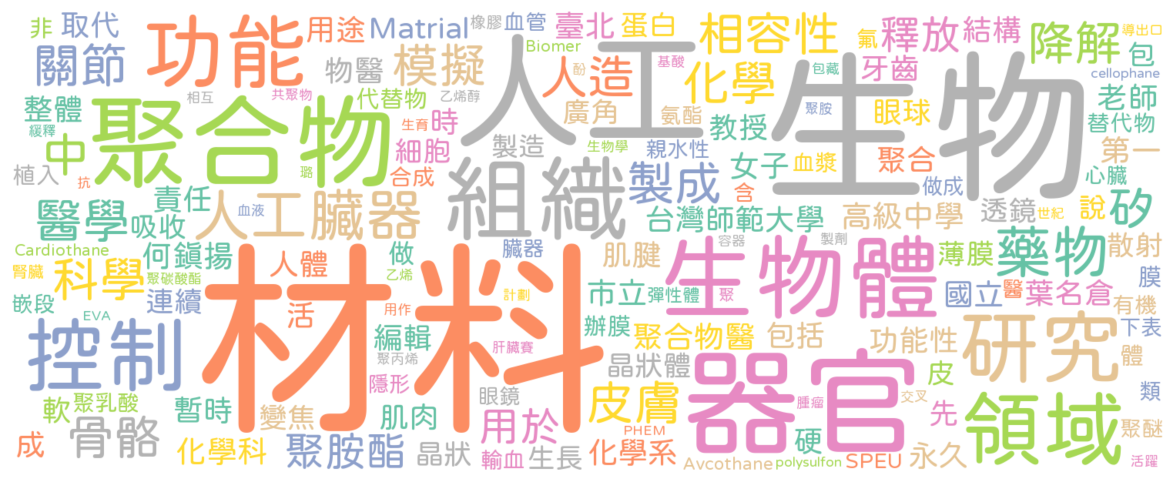 非 取代 功能 用途 Matrial 橡膠 血管 臺北 蛋白 相容性 氟 釋放 結構 降解 導出口 包
關節 物醫 模擬 Biomer 人工 人造 酚 基酸 化學 包藏 牙齒 生物 cellophane
整體 相互 共聚物 代替物 乙烯醇 廣角 氨酯 聚胺 眼球 老師
緩釋 聚合物 生育 時 製造 生物學 教授 替代物
植入 中 抗 璐 細胞 組織 親水性 女子 血漿 聚合 第一
責任 合成 製成 含 做成 心臟
醫學 吸收 血液 人工臟器 台灣師範大學 高級中學 透鏡 世紀 說 矽
Cardiothane 何鎮揚 做 臟器 肌腱 容器 製劑 薄膜 藥物 散射
腎臟 科學 聚碳酸酯 人體 乙烯 計劃 生物體 膜
嵌段 EVA 連續 活 用作 材料 市立 彈性體 聚 國立 醫 葉名倉 有機
控制 編輯 辦膜 聚合物醫 包括 功能性 研究 下表
聚丙烯 肝臟賽 晶狀體 器官 體
軟 聚乳酸 暫時 隱形 眼鏡 皮膚 腫瘤 交叉 皮 類
成 骨骼 變焦 肌肉 用於 PHEM 硬 先 領域 聚醚
化學科 聚胺酯 晶狀 輸血 生長 化學系 Avcothane polysulfon SPEU 永久 活躍